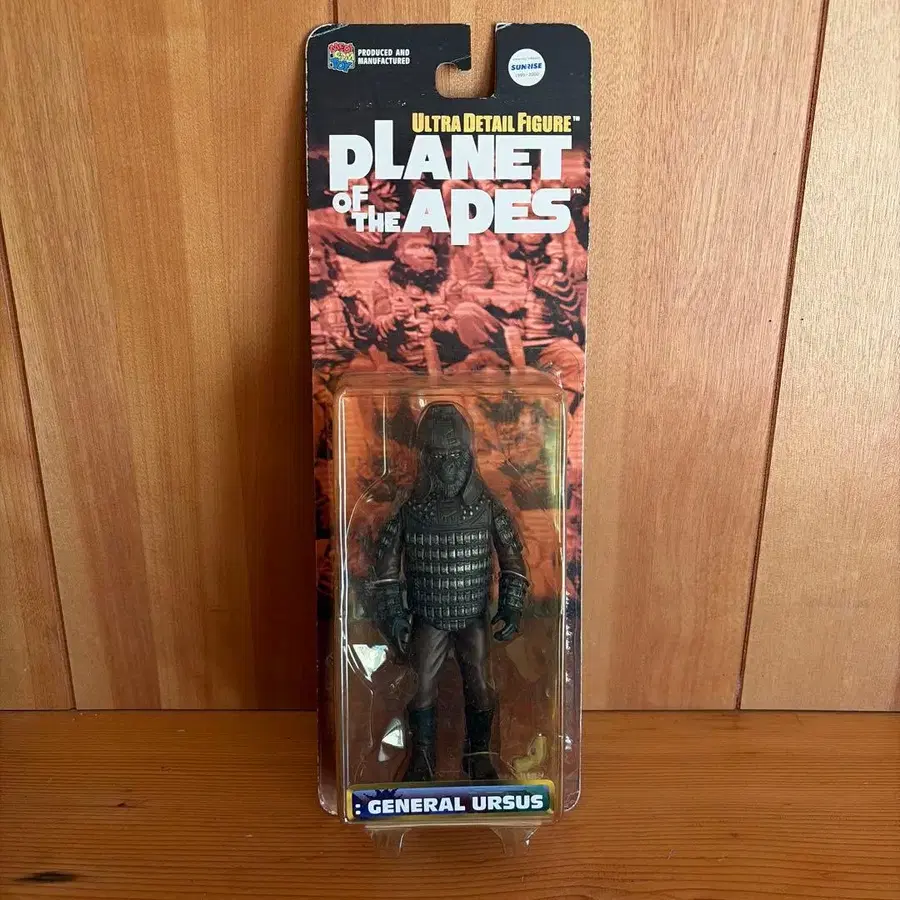 PRODUCED AND
MANUFACTURED
SUNRISE
ULTRA DETAIL FIGURE™
PLANET
OF
THE APES™
: GENERAL URSUS